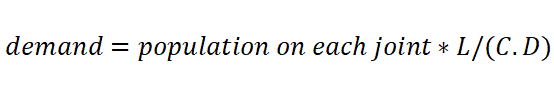 demand = population on each joint * L/(C.D)